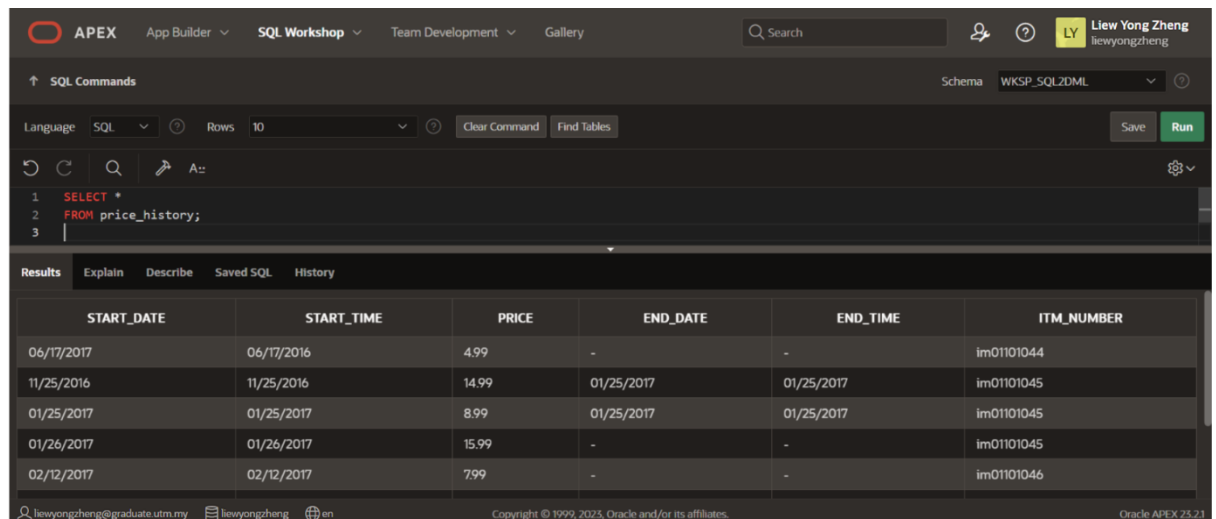 APEX App Builder SQL Workshop Team Development Gallery Search Liew Yong Zheng
LY liewyongzheng
↑ SQL Commands Schema WKSP_SQL2DML
Language SQL Rows 10 Clear Command Find Tables Save Run
A::
1 SELECT *
2 FROM price_history;
3
Results Explain Describe Saved SQL History
START_DATE START_TIME PRICE END_DATE END_TIME ITM_NUMBER
06/17/2017 06/17/2016 4.99 - - im01101044
11/25/2016 11/25/2016 14.99 01/25/2017 01/25/2017 im01101045
01/25/2017 01/25/2017 8.99 01/25/2017 01/25/2017 im01101045
01/26/2017 01/26/2017 15.99 - - im01101045
02/12/2017 02/12/2017 7.99 - - im01101046
liewyongzheng@graduate.utm.my liewyongzheng en Copyright © 1999, 2023, Oracle and/or its affiliates. Oracle APEX 23.2.1